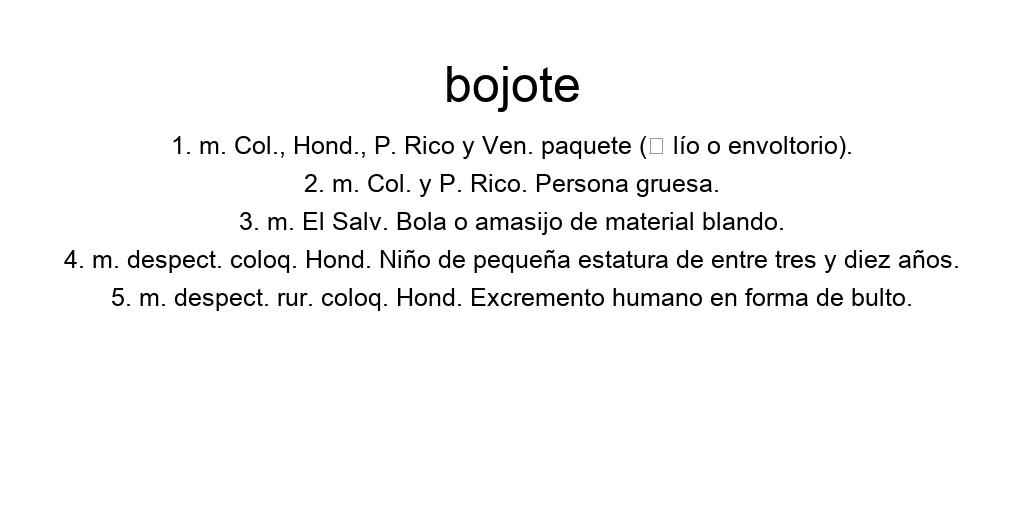 bojote
1. m. Col., Hond., P. Rico y Ven. paquete (□ lío o envoltorio).
2. m. Col. y P. Rico. Persona gruesa.
3. m. El Salv. Bola o amasijo de material blando.
4. m. despect. coloq. Hond. Niño de pequeña estatura de entre tres y diez años.
5. m. despect. rur. coloq. Hond. Excremento humano en forma de bulto.